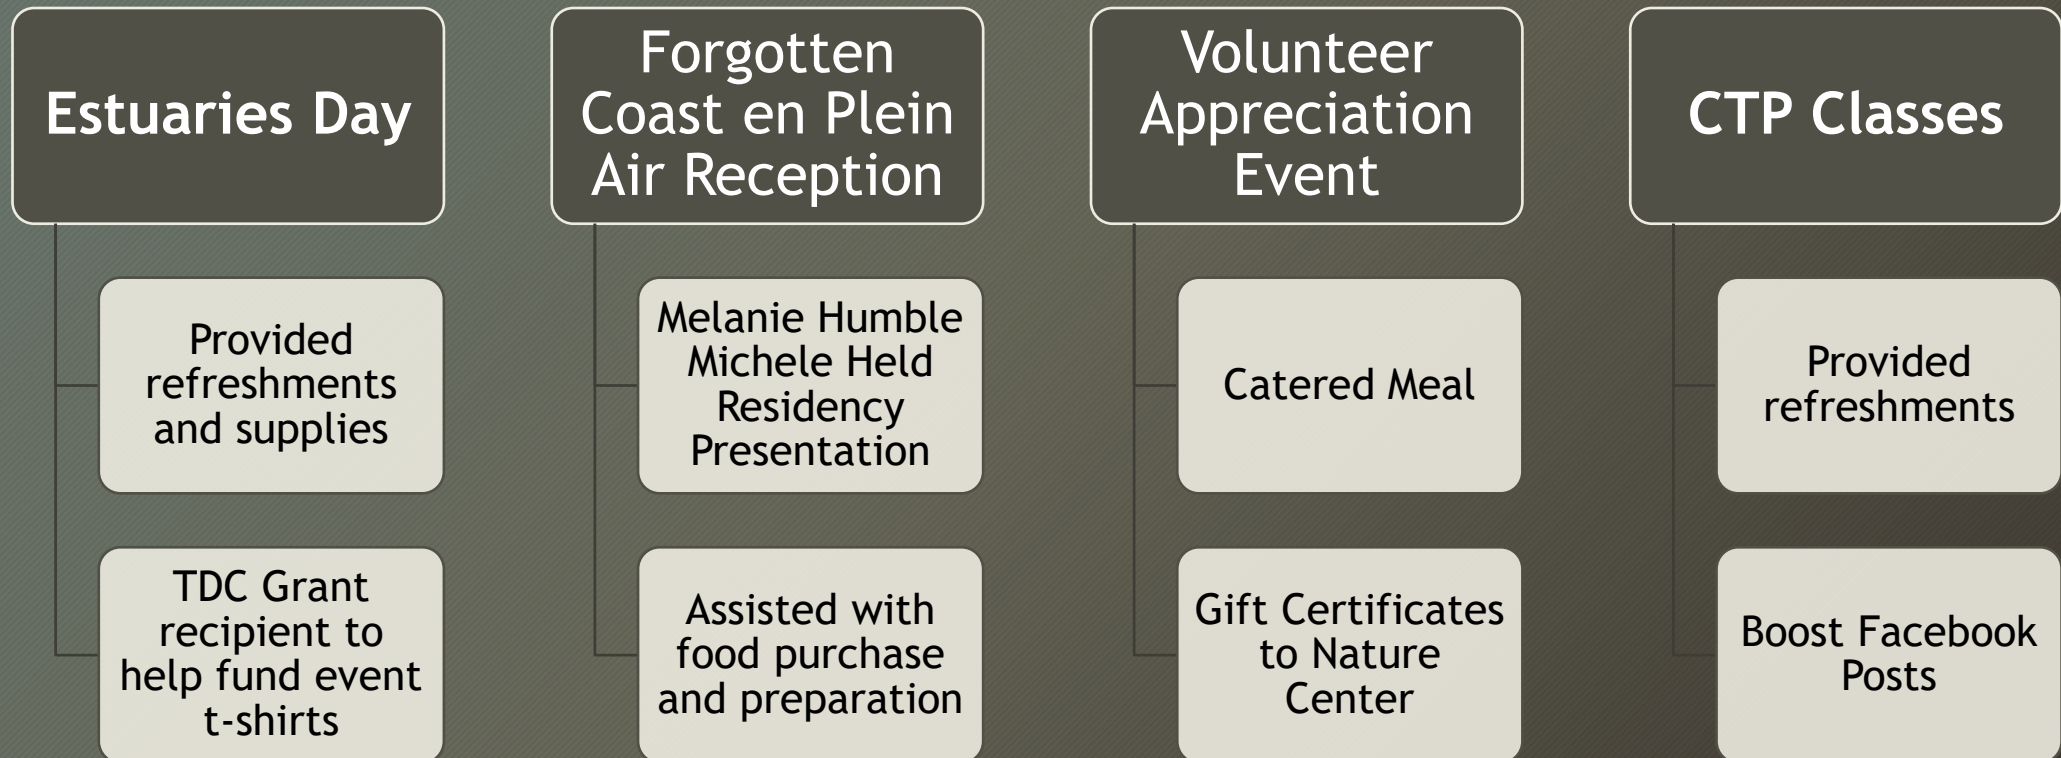 Estuaries Day
Provided
refreshments
and supplies
TDC Grant
recipient to
help fund event
t-shirts
Forgotten
Coast en Plein
Air Reception
Melanie Humble
Michele Held
Residency
Presentation
Assisted with
food purchase
and preparation
Volunteer
Appreciation
Event
Catered Meal
Gift Certificates
to Nature
Center
CTP Classes
Provided
refreshments
Boost Facebook
Posts